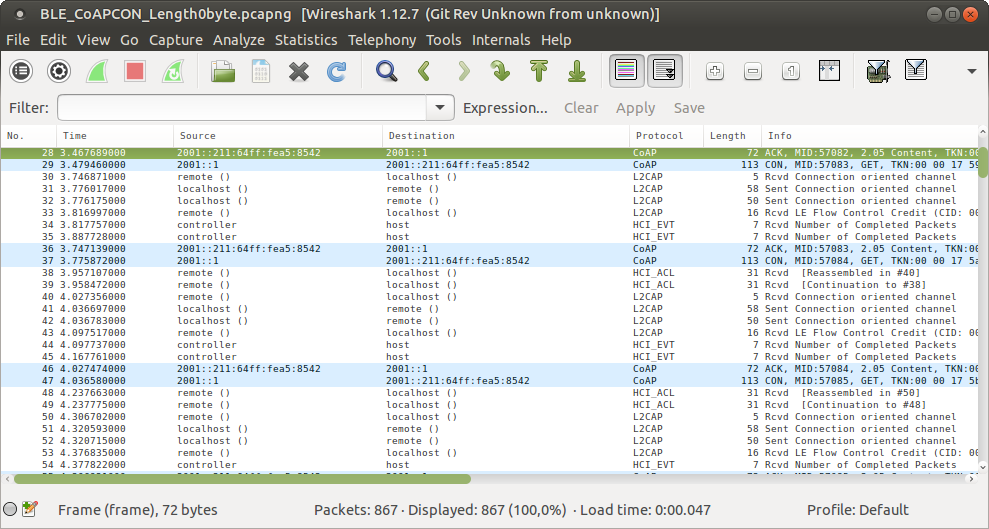 BLE_CoAPCON_Length0byte.pcapng [Wireshark 1.12.7 (Git Rev Unknown from unknown)]
File Edit View Go Capture Analyze Statistics Telephony Tools Internals Help
Filter: Expression... Clear Apply Save
No. Time Source Destination Protocol Length Info
28 3.467689000 2001::211:64ff:fea5:8542 2001::1 CoAP 72 ACK, MID:57082, 2.05 Content, TKN:00
29 3.479460000 2001::1 2001::211:64ff:fea5:8542 CoAP 113 CON, MID:57083, GET, TKN:00 00 17 59
30 3.746871000 remote () localhost () L2CAP 5 Rcvd Connection oriented channel
31 3.776017000 localhost () remote () L2CAP 58 Sent Connection oriented channel
32 3.776175000 localhost () remote () L2CAP 50 Sent Connection oriented channel
33 3.816997000 remote () localhost () L2CAP 16 Rcvd LE Flow Control Credit (CID: 00
34 3.817757000 controller host HCI_EVT 7 Rcvd Number of Completed Packets
35 3.887728000 controller host HCI_EVT 7 Rcvd Number of Completed Packets
36 3.747139000 2001::211:64ff:fea5:8542 2001::1 CoAP 72 ACK, MID:57083, 2.05 Content, TKN:00
37 3.775872000 2001::1 2001::211:64ff:fea5:8542 CoAP 113 CON, MID:57084, GET, TKN:00 00 17 5a
38 3.957107000 remote () localhost () HCI_ACL 31 Rcvd [Reassembled in #40]
39 3.958472000 remote () localhost () HCI_ACL 31 Rcvd [Continuation to #38]
40 4.027356000 remote () localhost () L2CAP 5 Rcvd Connection oriented channel
41 4.036697000 localhost () remote () L2CAP 58 Sent Connection oriented channel
42 4.036783000 localhost () remote () L2CAP 50 Sent Connection oriented channel
43 4.097517000 remote () localhost () L2CAP 16 Rcvd LE Flow Control Credit (CID: 00
44 4.097737000 controller host HCI_EVT 7 Rcvd Number of Completed Packets
45 4.167761000 controller host HCI_EVT 7 Rcvd Number of Completed Packets
46 4.027474000 2001::211:64ff:fea5:8542 2001::1 CoAP 72 ACK, MID:57084, 2.05 Content, TKN:00
47 4.036580000 2001::1 2001::211:64ff:fea5:8542 CoAP 113 CON, MID:57085, GET, TKN:00 00 17 5b
48 4.237663000 remote () localhost () HCI_ACL 31 Rcvd [Reassembled in #50]
49 4.237775000 remote () localhost () HCI_ACL 31 Rcvd [Continuation to #48]
50 4.306702000 remote () localhost () L2CAP 5 Rcvd Connection oriented channel
51 4.320593000 localhost () remote () L2CAP 58 Sent Connection oriented channel
52 4.320715000 localhost () remote () L2CAP 50 Sent Connection oriented channel
53 4.376835000 remote () localhost () L2CAP 16 Rcvd LE Flow Control Credit (CID: 00
54 4.377822000 controller host HCI_EVT 7 Rcvd Number of Completed Packets
Frame (frame), 72 bytes Packets: 867 · Displayed: 867 (100,0%) · Load time: 0:00.047 Profile: Default